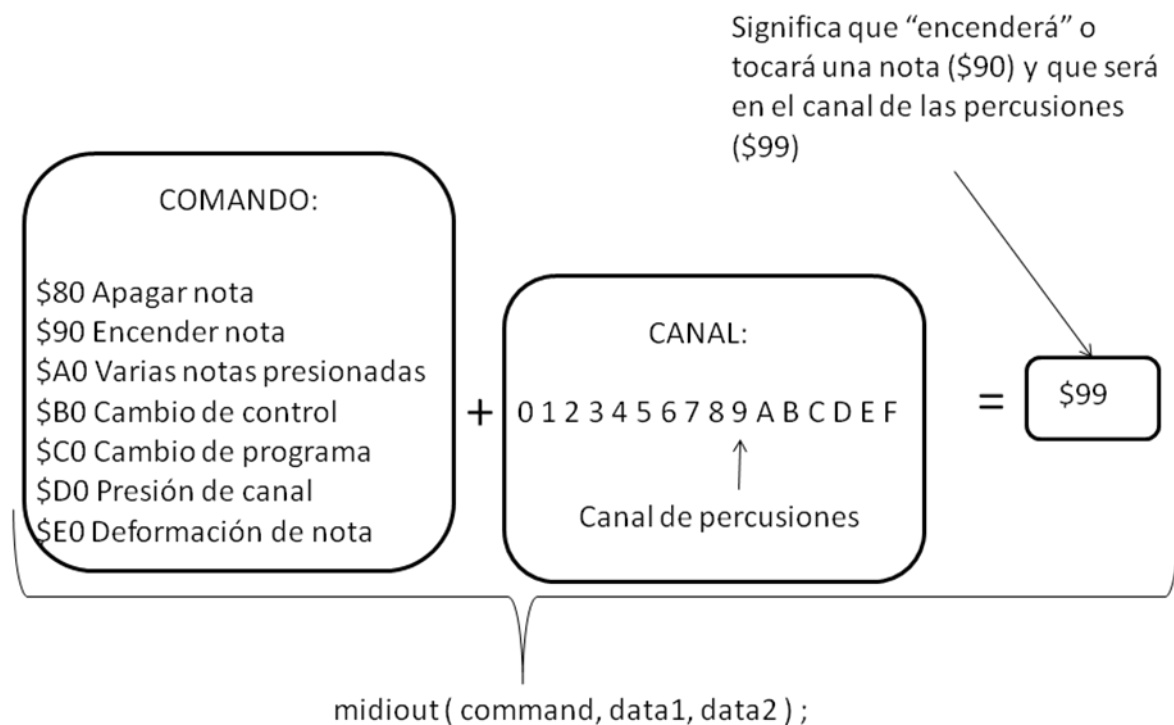 Significa que “encenderá” o
tocará una nota ($90) y que será
en el canal de las percusiones
($99)
COMANDO:
$80 Apagar nota
$90 Encender nota
$A0 Varias notas presionadas
$B0 Cambio de control
$C0 Cambio de programa
$D0 Presión de canal
$E0 Deformación de nota
+
CANAL:
0 1 2 3 4 5 6 7 8 9 A B C D E F
Canal de percusiones
=
$99
midiout ( command, data1, data2 ) ;